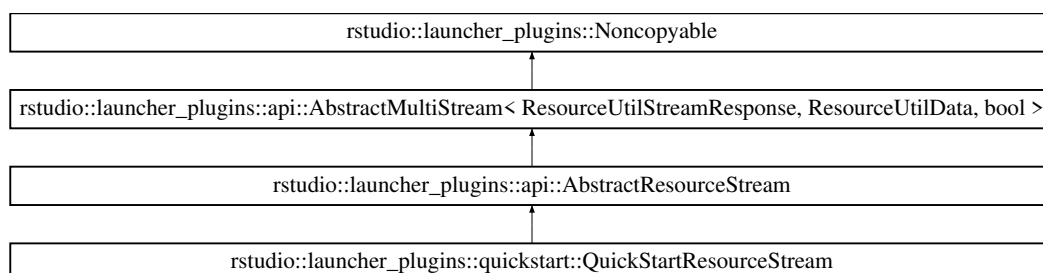 rstudio::launcher_plugins::Noncopyable
rstudio::launcher_plugins::api::AbstractMultiStream< ResourceUtilStreamResponse, ResourceUtilData, bool >
rstudio::launcher_plugins::api::AbstractResourceStream
rstudio::launcher_plugins::quickstart::QuickStartResourceStream